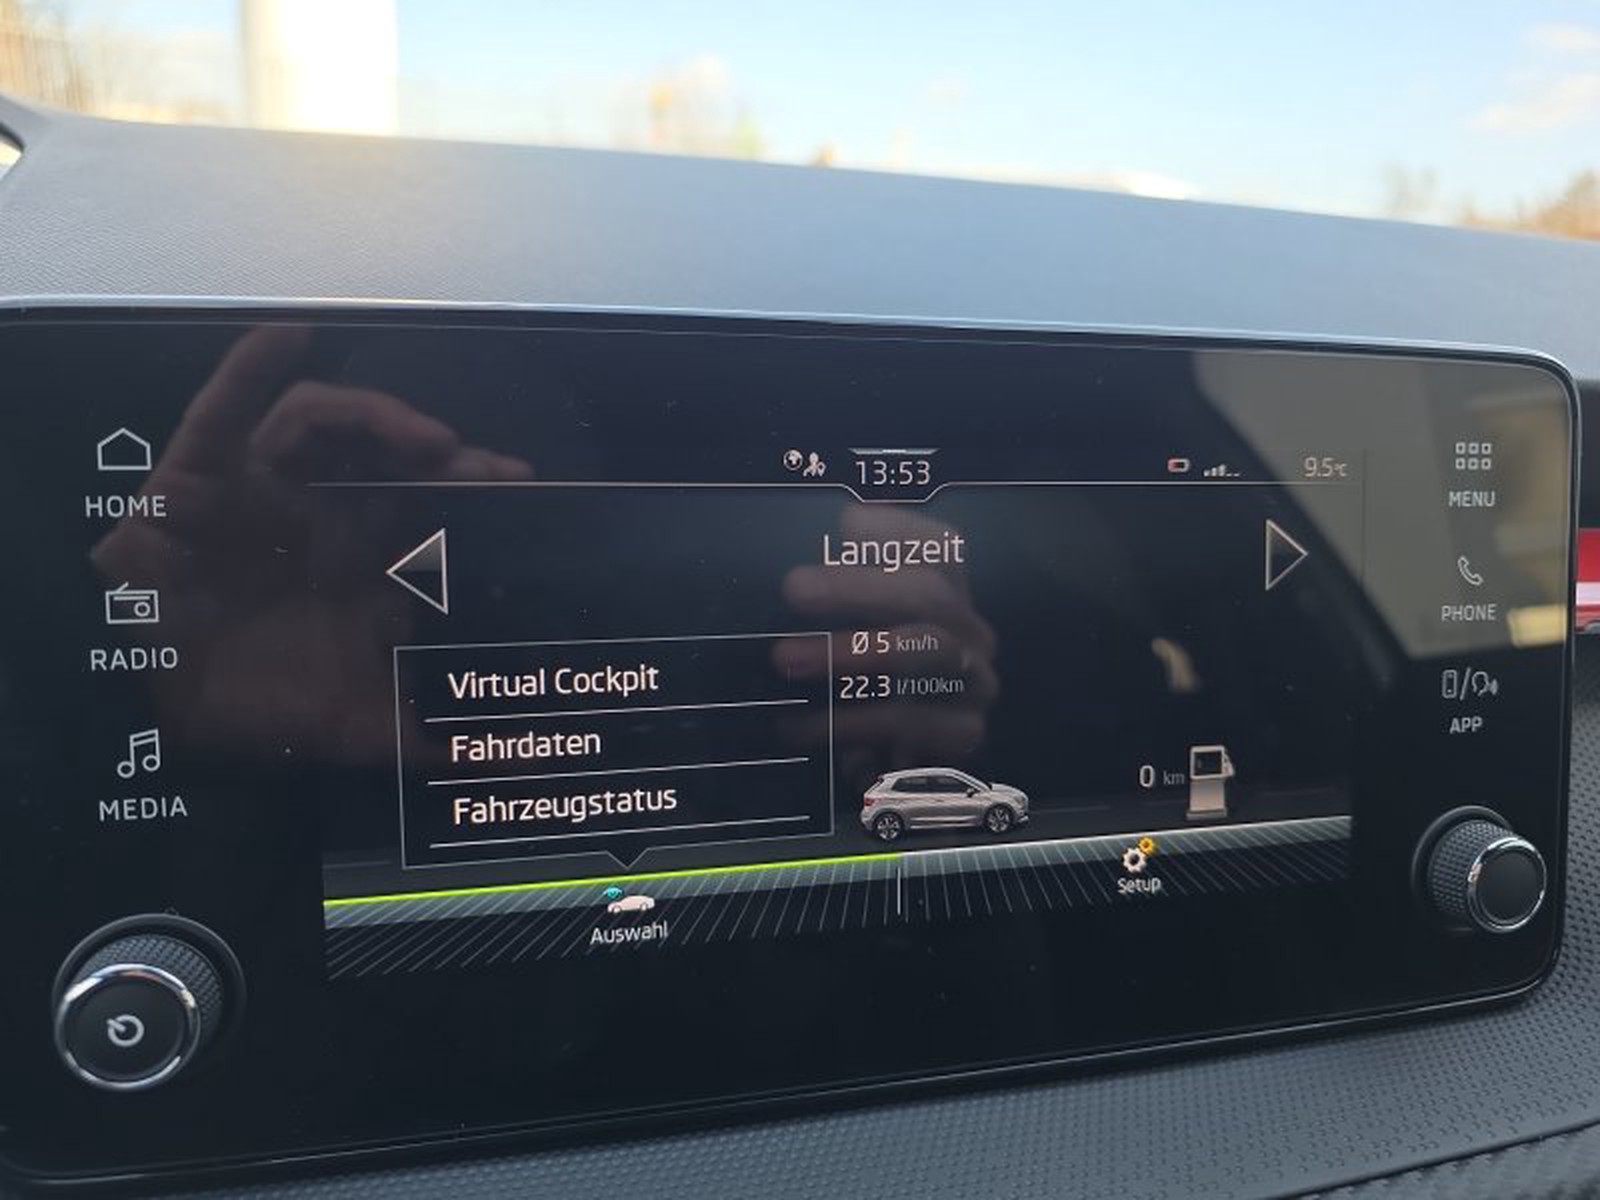 HOME
RADIO
MEDIA
13:53
9.5°C
Langzeit
Ø 5 km/h
22.3 l/100km
Virtual Cockpit
Fahrdaten
Fahrzeugstatus
0 km
Auswahl
Setup
MENU
PHONE
APP